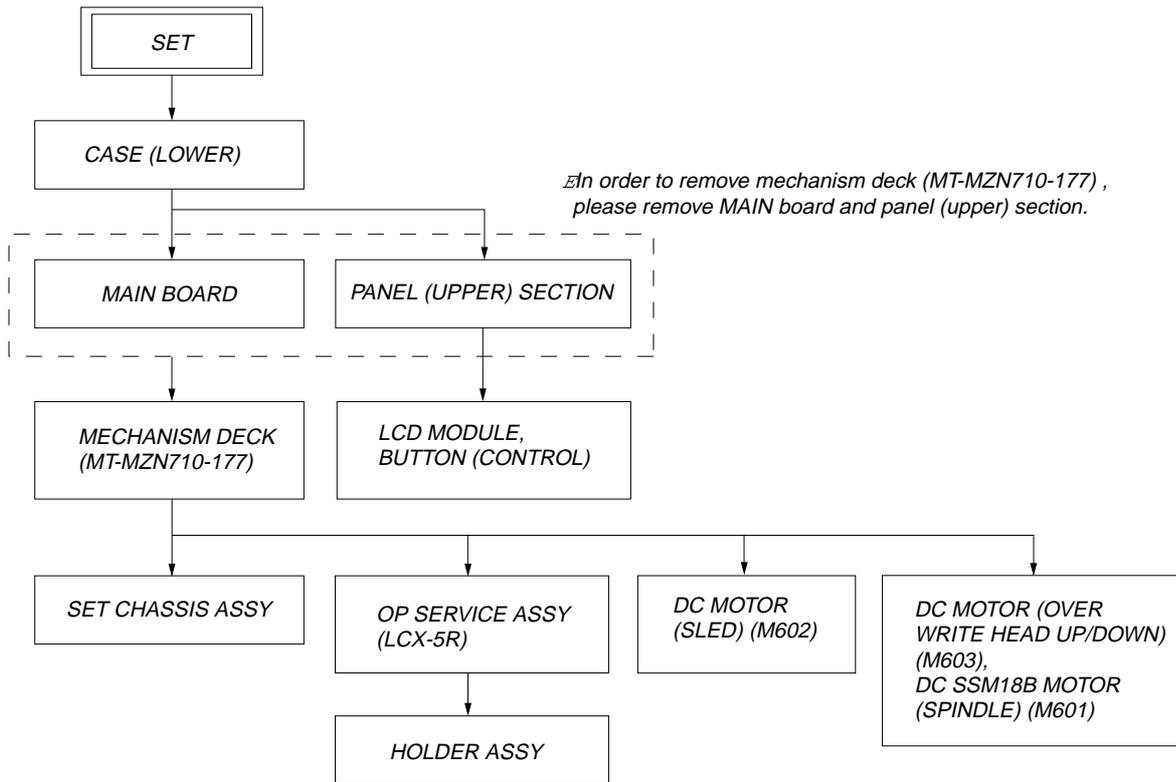 SET
CASE (LOWER)
EIn order to remove mechanism deck (MT-MZN710-177) ,
please remove MAIN board and panel (upper) section.
MAIN BOARD
PANEL (UPPER) SECTION
MECHANISM DECK
(MT-MZN710-177)
LCD MODULE,
BUTTON (CONTROL)
SET CHASSIS ASSY
OP SERVICE ASSY
(LCX-5R)
DC MOTOR
(SLED) (M602)
DC MOTOR (OVER
WRITE HEAD UP/DOWN)
(M603),
DC SSM18B MOTOR
(SPINDLE) (M601)
HOLDER ASSY